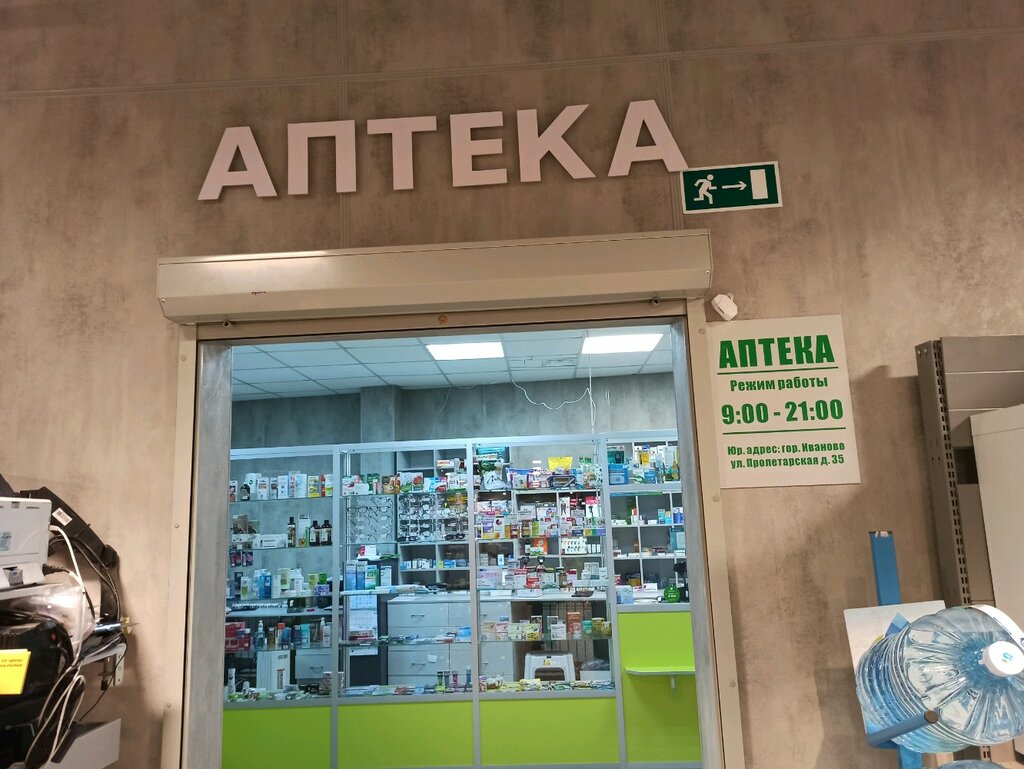 АПТЕКА
АПТЕКА
Режим работы
9:00 - 21:00
Юр. адрес: гор. Иваново
ул. Пролетарская д. 35